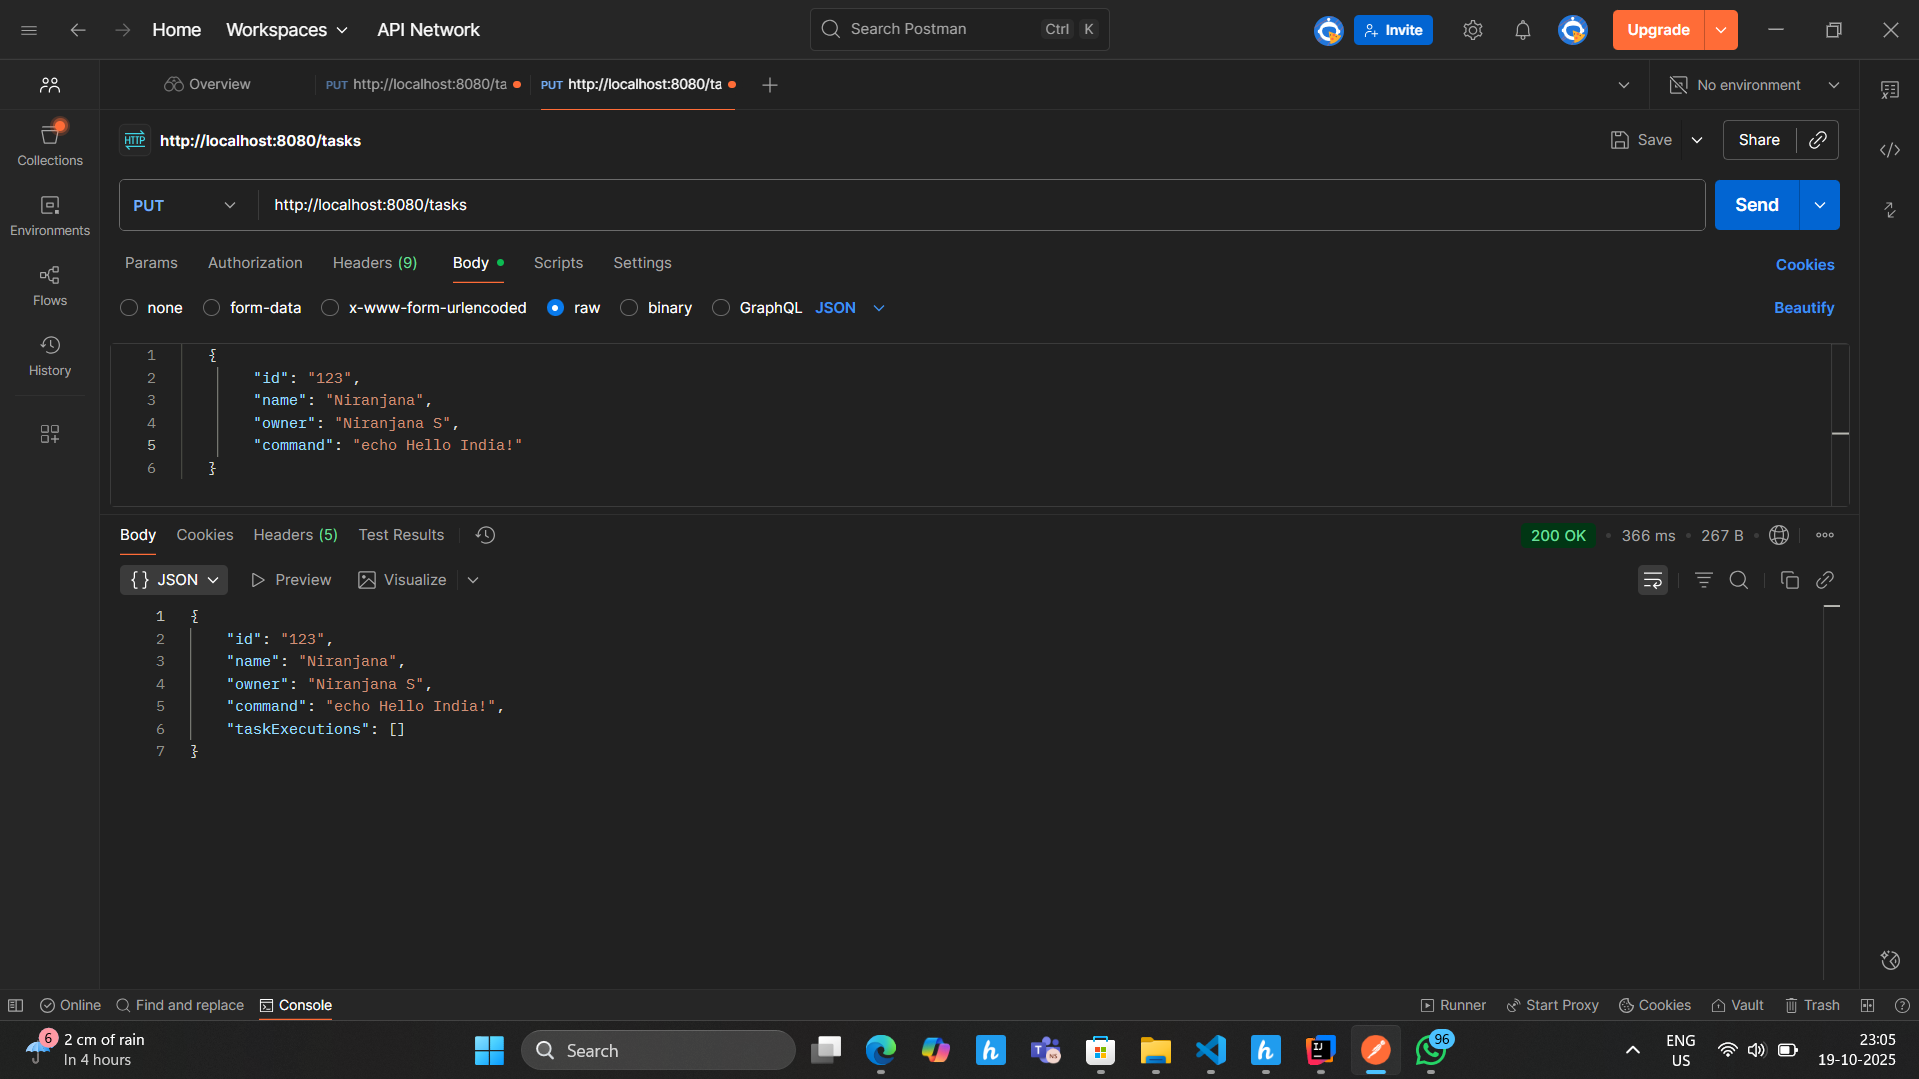 Home Workspaces API Network Search Postman Ctrl K Invite Upgrade
Overview PUT http://localhost:8080/ta PUT http://localhost:8080/ta No environment
HTTP http://localhost:8080/tasks Save Share
Collections
Environments
Flows
History
PUT http://localhost:8080/tasks Send
Params Authorization Headers (9) Body Scripts Settings Cookies
none form-data x-www-form-urlencoded raw binary GraphQL JSON Beautify
1 {
2 "id": "123",
3 "name": "Niranjana",
4 "owner": "Niranjana S",
5 "command": "echo Hello India!"
6 }
Body Cookies Headers (5) Test Results 200 OK 366 ms 267 B
{} JSON Preview Visualize
1 {
2 "id": "123",
3 "name": "Niranjana",
4 "owner": "Niranjana S",
5 "command": "echo Hello India!",
6 "taskExecutions": []
7 }
Online Find and replace Console Runner Start Proxy Cookies Vault Trash
6 2 cm of rain
In 4 hours
Search
h
T
NS
h
IJ
96
ENG
US
23:05
19-10-2025